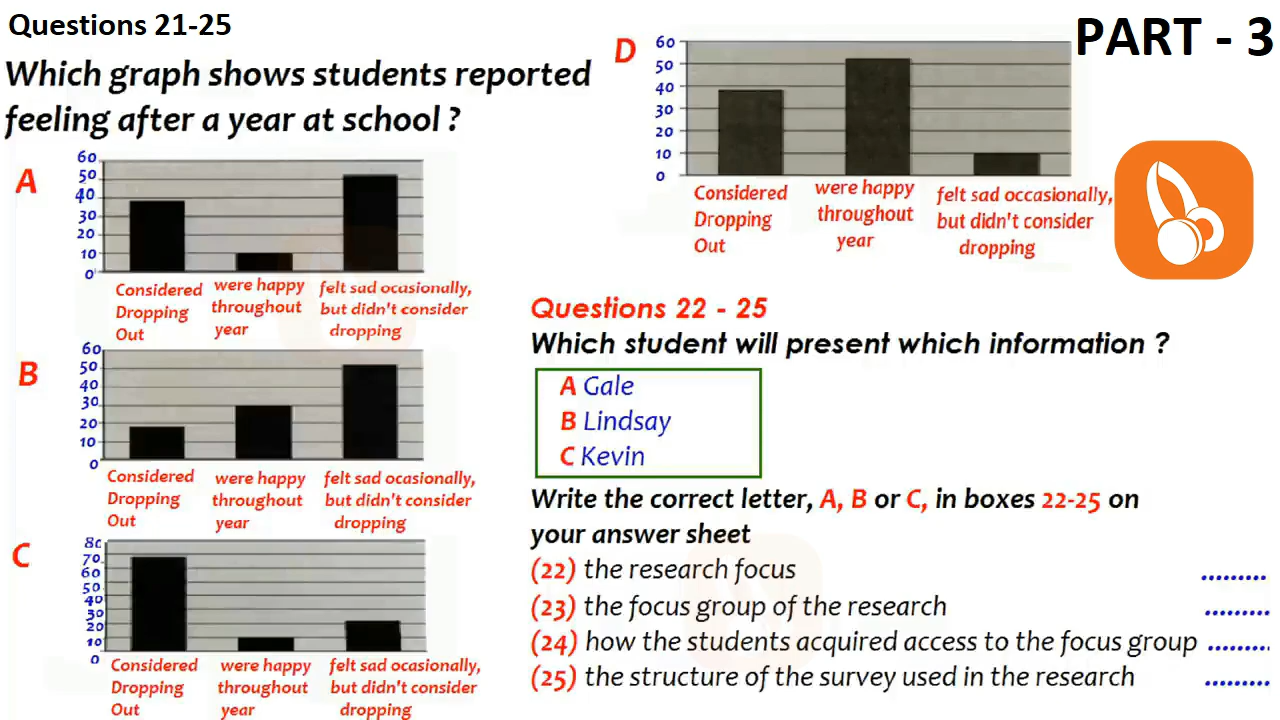 Questions 21-25
PART - 3
Which graph shows students reported
feeling after a year at school ?
A
60
50
40
30
20
10
0
Considered
Dropping
Out
were happy
throughout
year
felt sad ocasionally,
but didn't consider
dropping
B
60
50
40
30
20
10
0
Considered
Dropping
Out
were happy
throughout
year
felt sad ocasionally,
but didn't consider
dropping
C
80
70
60
50
40
30
20
10
0
Considered
Dropping
Out
were happy
throughout
year
felt sad ocasionally,
but didn't consider
dropping
D
60
50
40
30
20
10
0
Considered
Dropping
Out
were happy
throughout
year
felt sad occasionally,
but didn't consider
dropping
Questions 22 - 25
Which student will present which information ?
A Gale
B Lindsay
C Kevin
Write the correct letter, A, B or C, in boxes 22-25 on
your answer sheet
(22) the research focus ..........
(23) the focus group of the research ..........
(24) how the students acquired access to the focus group ..........
(25) the structure of the survey used in the research ..........